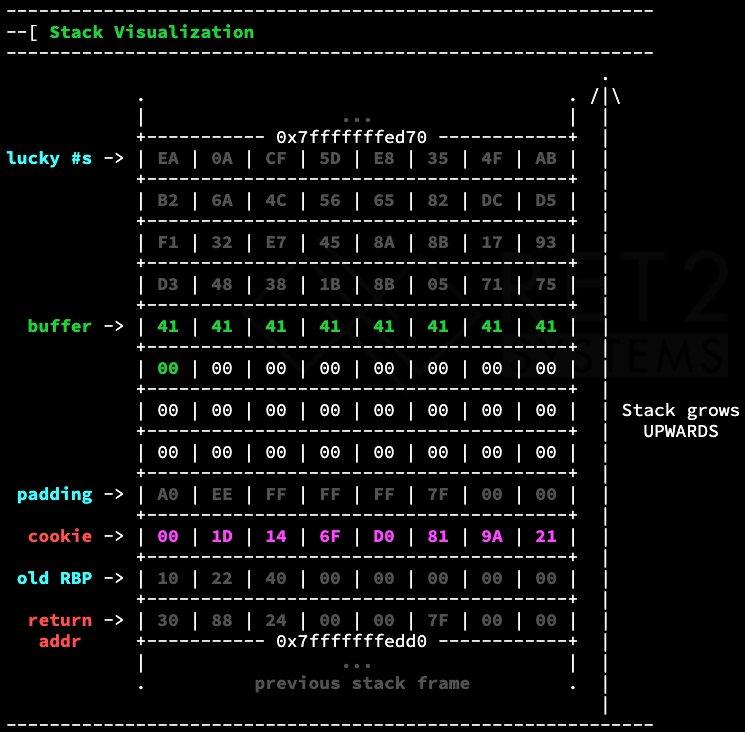 --[ Stack Visualization
...
0x7fffffffed70
lucky #s -> | EA | 0A | CF | 5D | E8 | 35 | 4F | AB |
| B2 | 6A | 4C | 56 | 65 | 82 | DC | D5 |
| F1 | 32 | E7 | 45 | 8A | 8B | 17 | 93 |
| D3 | 48 | 38 | 1B | 8B | 05 | 71 | 75 |
RET2
buffer -> | 41 | 41 | 41 | 41 | 41 | 41 | 41 | 41 |
SYSTEMS
| 00 | 00 | 00 | 00 | 00 | 00 | 00 | 00 |
| 00 | 00 | 00 | 00 | 00 | 00 | 00 | 00 |
Stack grows
UPWARDS
| 00 | 00 | 00 | 00 | 00 | 00 | 00 | 00 |
padding -> | A0 | EE | FF | FF | FF | 7F | 00 | 00 |
cookie -> | 00 | 1D | 14 | 6F | D0 | 81 | 9A | 21 |
old RBP -> | 10 | 22 | 40 | 00 | 00 | 00 | 00 | 00 |
return -> | 30 | 88 | 24 | 00 | 00 | 7F | 00 | 00 |
addr
0x7fffffffedd0
...
previous stack frame